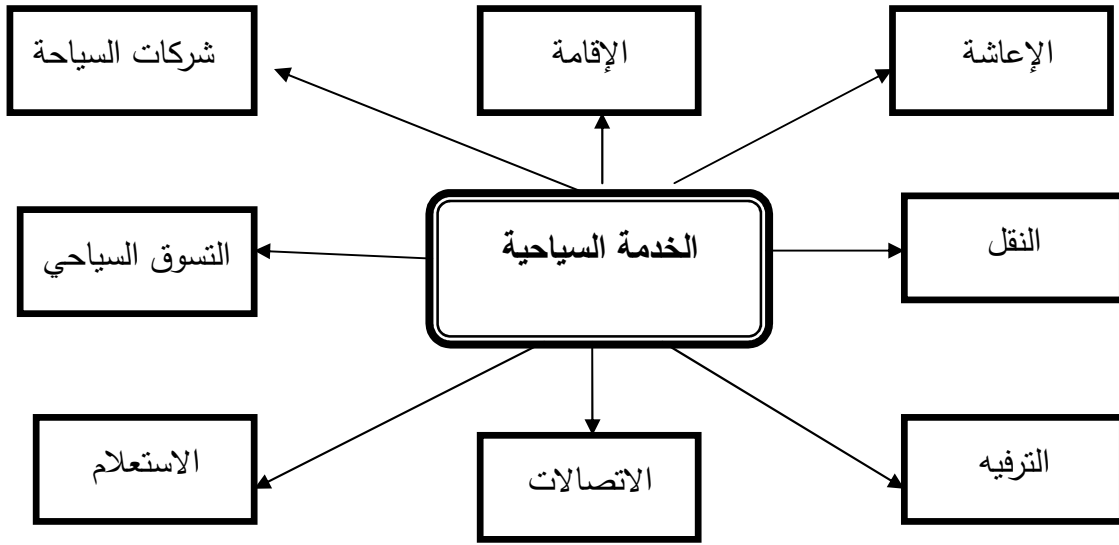 الإعاشة
الإقامة
شركات السياحة
النقل
الخدمة السياحية
التسوق السياحي
الترفيه
الاتصالات
الاستعلام